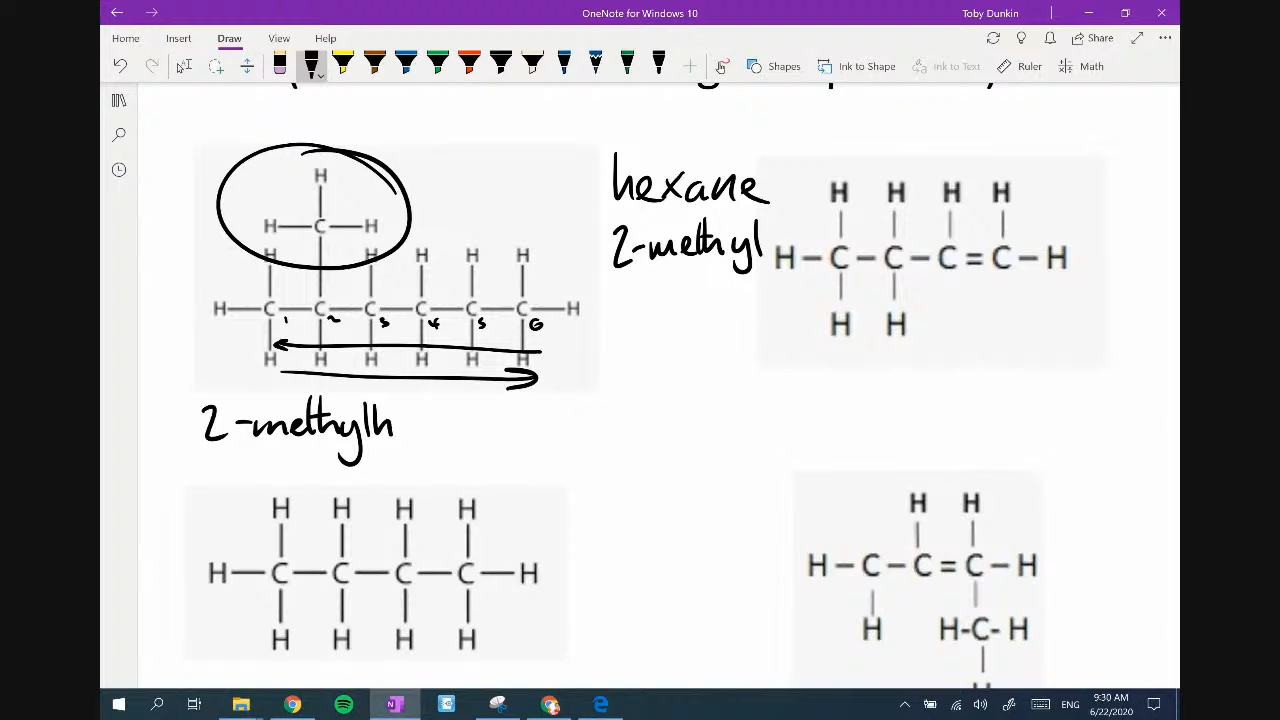 OneNote for Windows 10
Toby Dunkin
Home Insert Draw View Help
Share
Shapes Ink to Shape Ink to Text Ruler Math
hexane
2-methyl
H
H—C—H
H H H H H
H—C—C—C—C—C—C—H
1 2 3 4 5 6
H H H H H H
H H H H
H—C—C—C=C—H
H H
2-methylh
H H H H
H—C—C—C—C—H
H H H H
H H
H—C—C=C—H
H H-C-H
9:30 AM
ENG
6/22/2020